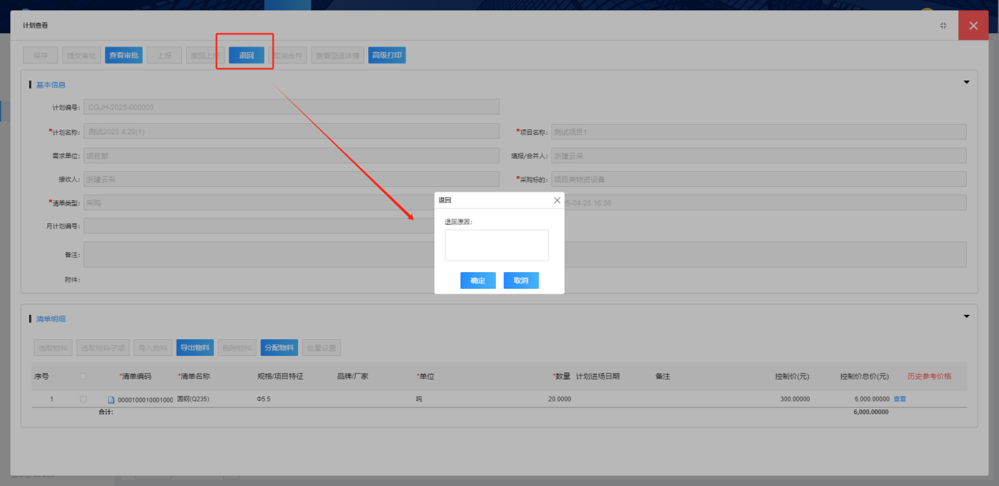 计划查看
保存 提交审批 查看审批 上报 驳回上报 退回 取消合并 查看回退详情 高级打印
基本信息
计划编号: CGJH-2025-000003
*计划名称: 测试2025.4.28(1) *项目名称: 测试项目1
需求单位: 项目部 填报/合并人: 浙建云采
接收人: 浙建云采 *采购标的: 项目类物资设备
*清单类型: 采购 25-04-28 16:56
月计划编号:
备注:
附件:
退回
退回原因:
确定 取消
清单明细
选取物料 选取物料子项 导入物料 导出物料 删除物料 分配物料 批量设置
序号 *清单编码 *清单名称 规格/项目特征 品牌/厂家 *单位 *数量 计划进场日期 备注 控制价(元) 控制价总价(元) 历史参考价格
1 0000100010001000 圆钢(Q235) Φ5.5 吨 20.0000 300.00000 6,000.00000 查看
合计: 6,000.00000